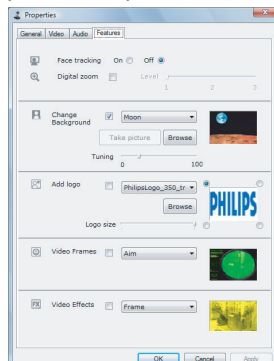 Properties
General Video Audio Features
Face tracking On Off
Digital zoom Level
1 2 3
Change Background Moon
Take picture Browse
Tuning
0 100
Add logo PhilipsLogo_350_tr
PHILIPS
Browse
Logo size
Video Frames Aim
Video Effects Frame
FX
OK Cancel Apply